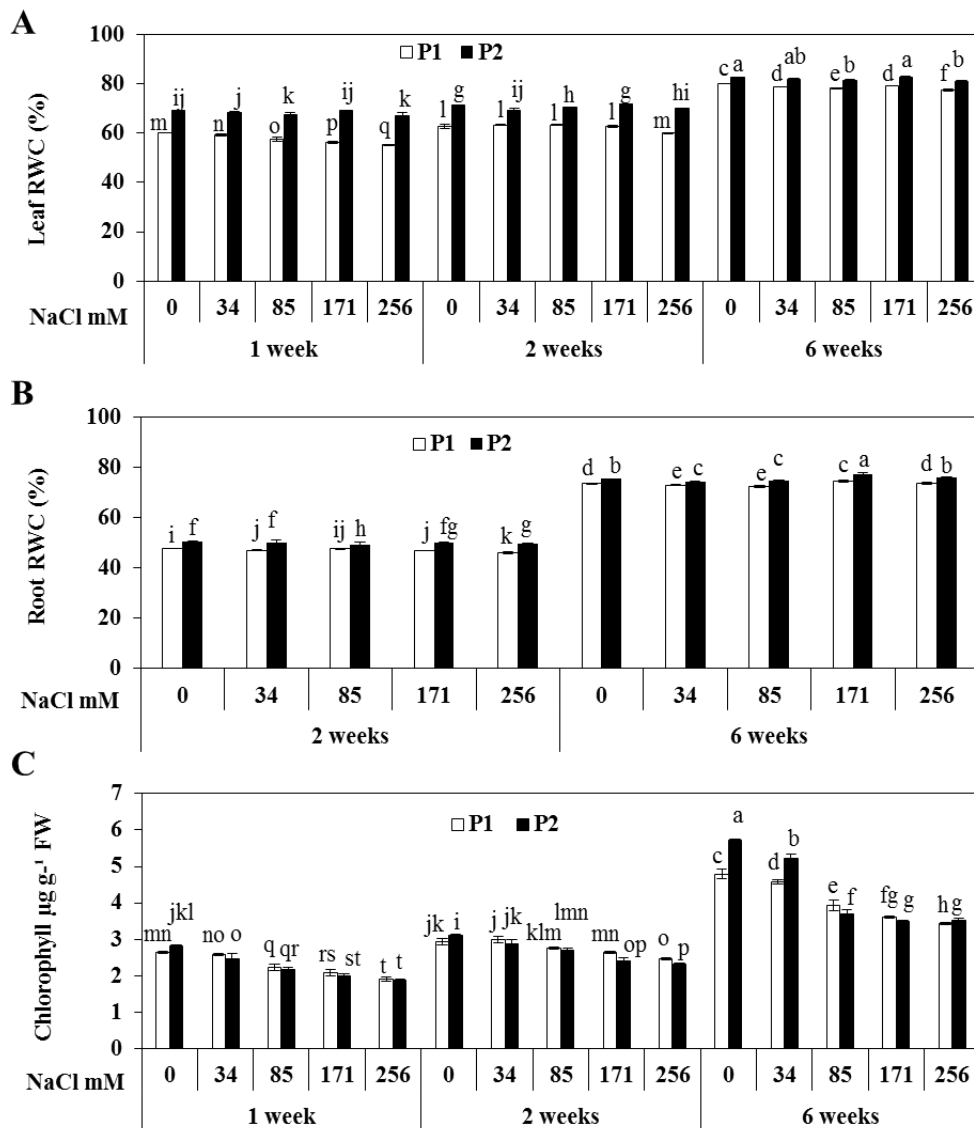 A
100
P1 P2
80
60
40
20
0
Leaf RWC (%)
m ij n j o k p ij q k l g l ij l h l g m hi c a d ab e b d a f b
NaCl mM 0 34 85 171 256 0 34 85 171 256 0 34 85 171 256
1 week 2 weeks 6 weeks
B
100
P1 P2
80
60
40
20
0
Root RWC (%)
i f j f ij h j fg k g d b e c e c c a d b
NaCl mM 0 34 85 171 256 0 34 85 171 256
2 weeks 6 weeks
C
7
P1 P2
6
5
4
3
2
1
0
Chlorophyll µg g-¹ FW
mn jkl no o q qr rs st t t jk i j jk klm lmn mn op o p c a d b e f fg g h g
NaCl mM 0 34 85 171 256 0 34 85 171 256 0 34 85 171 256
1 week 2 weeks 6 weeks